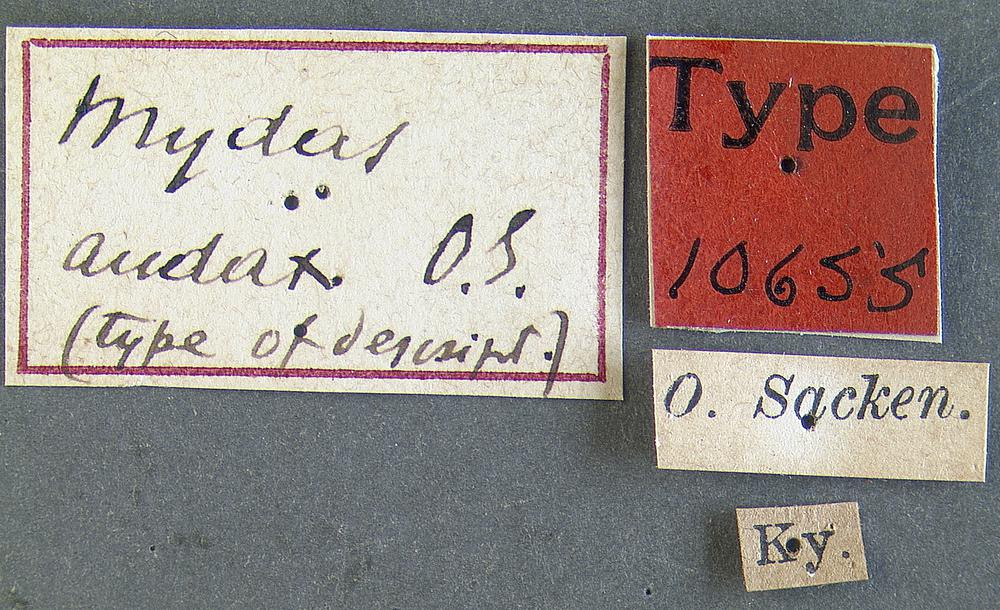 Mydas
audax. O.S.
(type of descript.)
Type
10655
O. Sacken.
Ky.